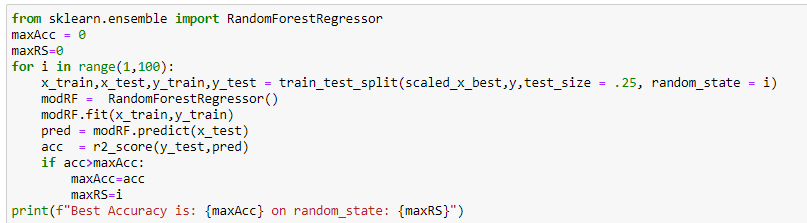 from sklearn.ensemble import RandomForestRegressor
maxAcc = 0
maxRS=0
for i in range(1,100):
    x_train,x_test,y_train,y_test = train_test_split(scaled_x_best,y,test_size = .25, random_state = i)
    modRF =  RandomForestRegressor()
    modRF.fit(x_train,y_train)
    pred = modRF.predict(x_test)
    acc  = r2_score(y_test,pred)
    if acc>maxAcc:
        maxAcc=acc
        maxRS=i
print(f"Best Accuracy is: {maxAcc} on random_state: {maxRS}")